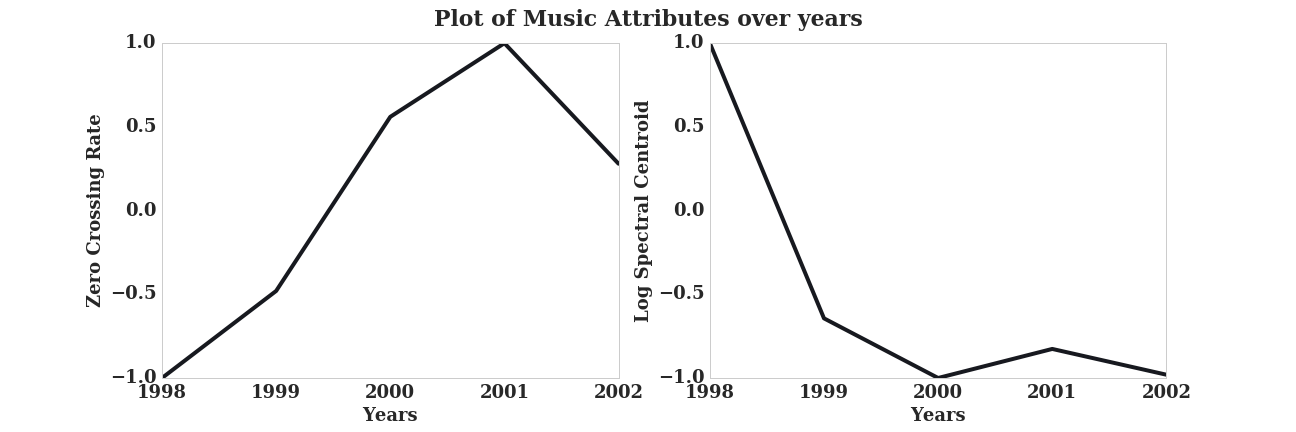 Plot of Music Attributes over years
Zero Crossing Rate
1.0
0.5
0.0
−0.5
−1.0
1998 1999 2000 2001 2002
Years
Log Spectral Centroid
1.0
0.5
0.0
−0.5
−1.0
1998 1999 2000 2001 2002
Years